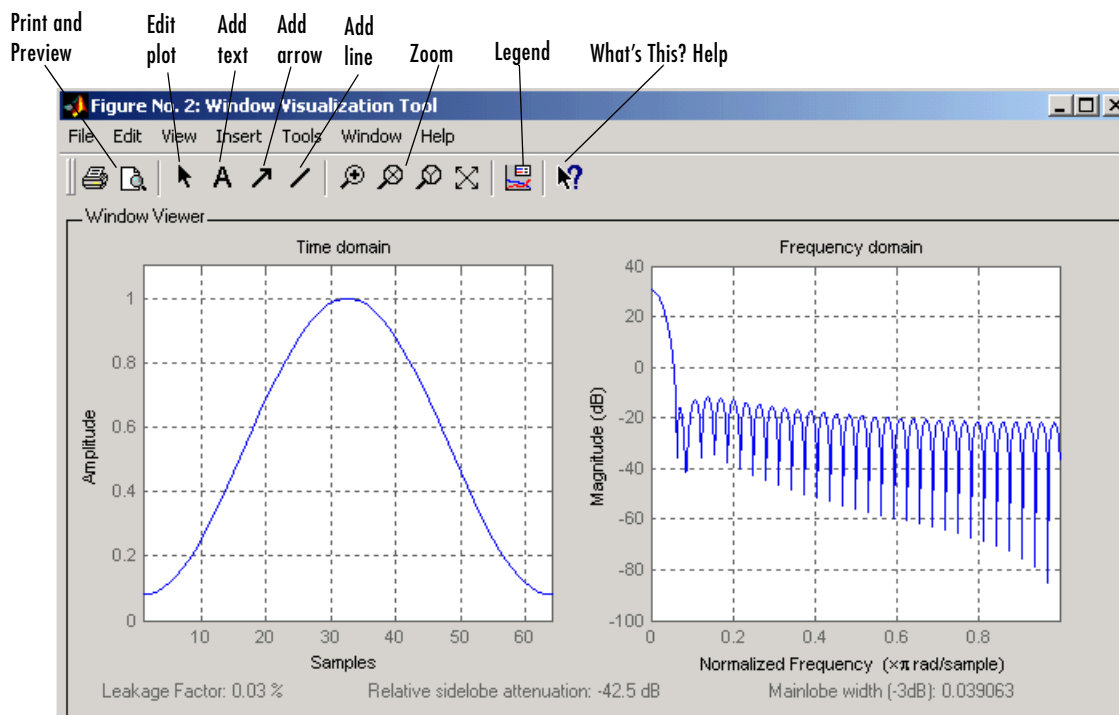 Print and
Preview
Edit
plot
Add
text
Add
arrow
Add
line
Zoom
Legend
What's This? Help
Figure No. 2: Window Visualization Tool
File Edit View Insert Tools Window Help
A
?
Window Viewer
Time domain
Amplitude
1
0.8
0.6
0.4
0.2
0
10 20 30 40 50 60
Samples
Frequency domain
Magnitude (dB)
40
20
0
-20
-40
-60
-80
-100
0 0.2 0.4 0.6 0.8
Normalized Frequency (×π rad/sample)
Leakage Factor: 0.03 % Relative sidelobe attenuation: -42.5 dB Mainlobe width (-3dB): 0.039063